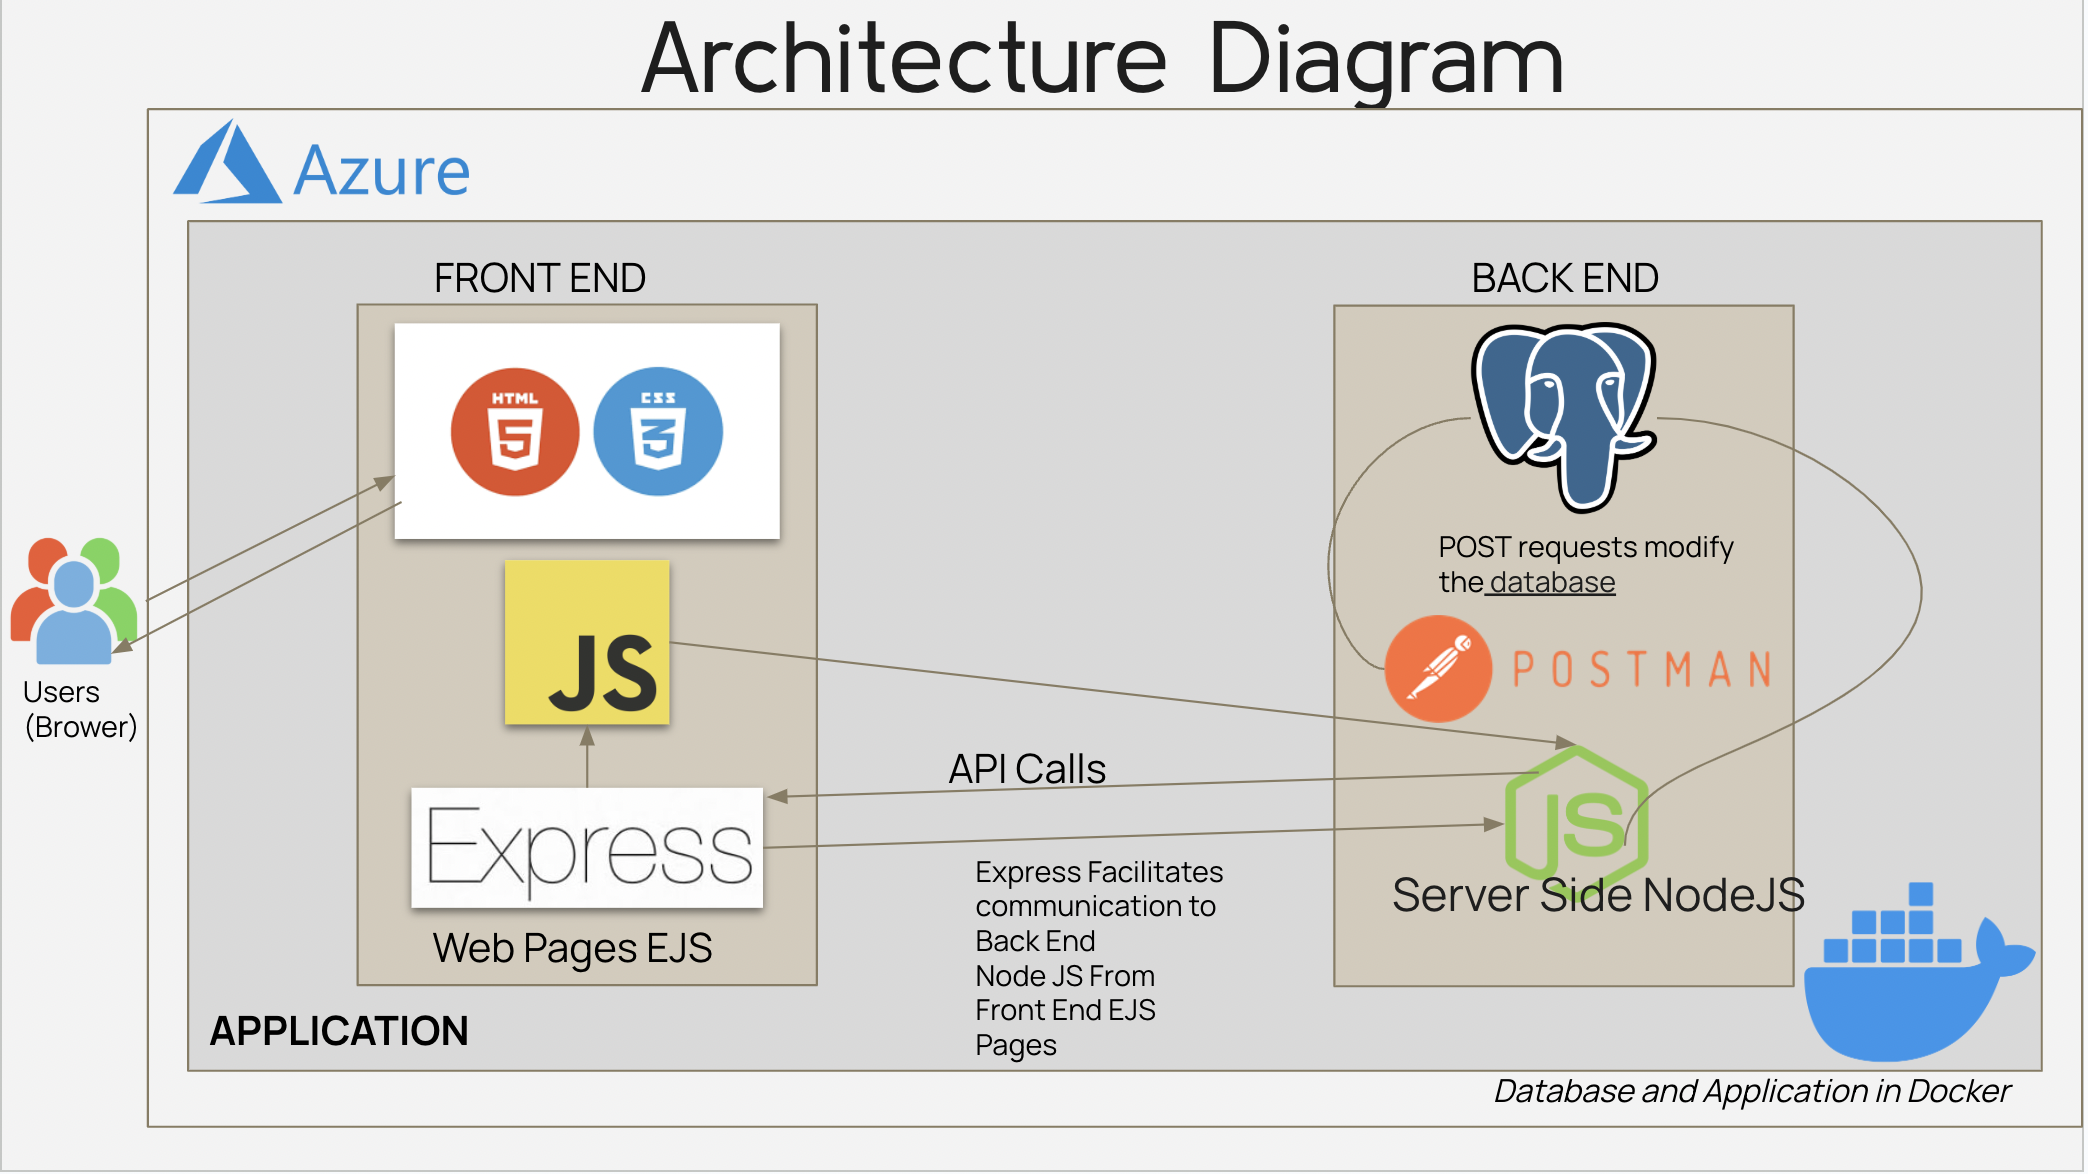 Architecture Diagram
Azure
FRONT END
HTML
5
CSS
3
JS
Express
Web Pages EJS
APPLICATION
Users
(Brower)
API Calls
Express Facilitates
communication to
Back End
Node JS From
Front End EJS
Pages
BACK END
POST requests modify
the database
POSTMAN
JS
Server Side NodeJS
Database and Application in Docker